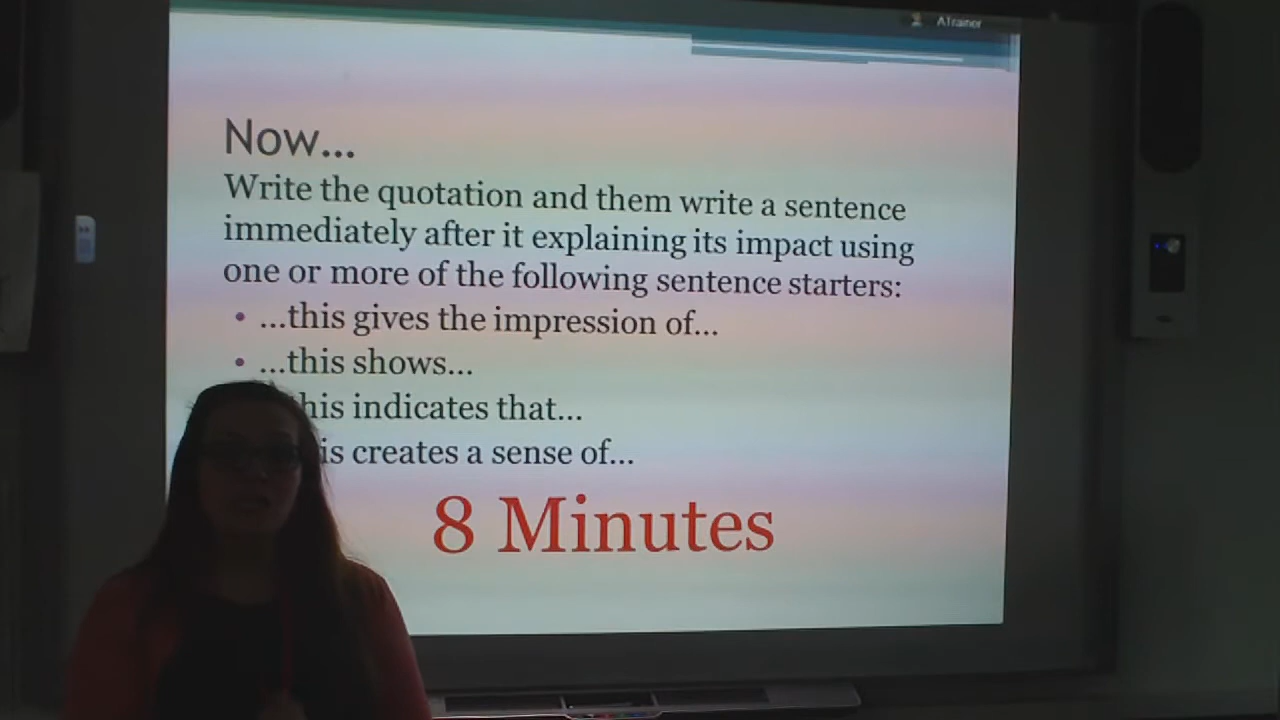 ATrainor
Now...
Write the quotation and them write a sentence
immediately after it explaining its impact using
one or more of the following sentence starters:
• ...this gives the impression of...
• ...this shows...
this indicates that...
is creates a sense of...
8 Minutes